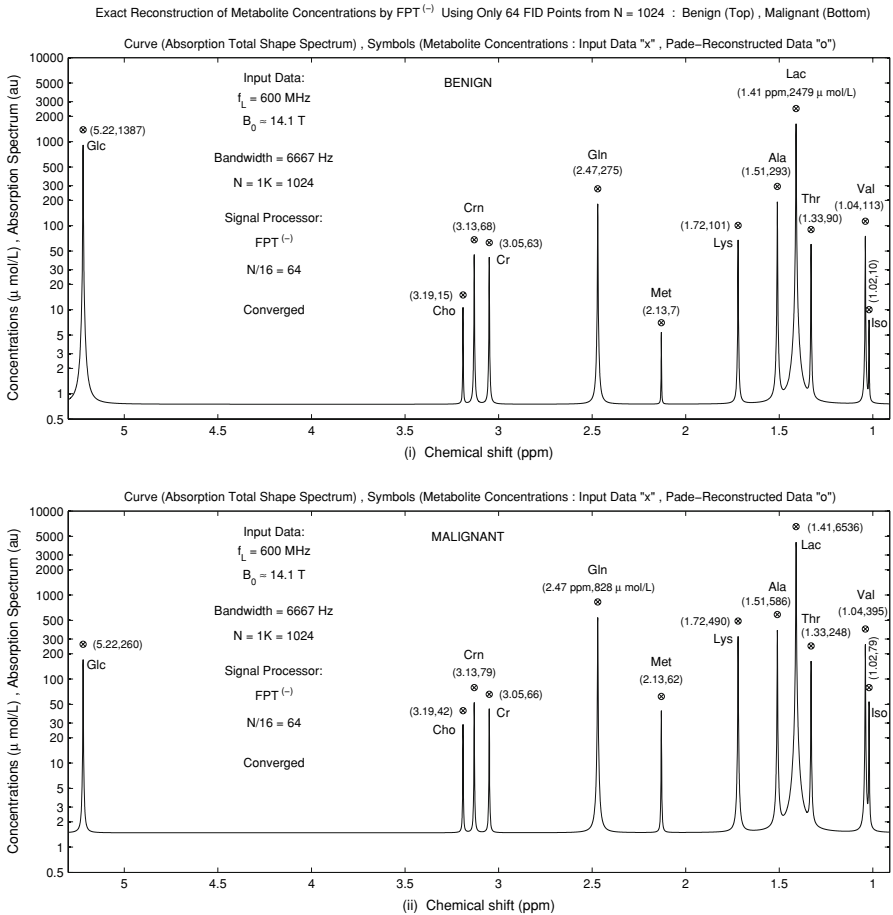 Exact Reconstruction of Metabolite Concentrations by FPT(−) Using Only 64 FID Points from N = 1024 : Benign (Top) , Malignant (Bottom)
Curve (Absorption Total Shape Spectrum) , Symbols (Metabolite Concentrations : Input Data "x" , Pade−Reconstructed Data "o")
Concentrations (μ mol/L) , Absorption Spectrum (au)
10000
5000
3000
2000
1000
500
300
200
100
50
30
20
10
5
3
2
1
0.5
Input Data:
fL = 600 MHz
B0 ≃ 14.1 T
Bandwidth = 6667 Hz
N = 1K = 1024
Signal Processor:
FPT(−)
N/16 = 64
Converged
BENIGN
(5.22,1387)
Glc
(3.19,15)
Cho
Crn
(3.13,68)
(3.05,63)
Cr
Gln
(2.47,275)
Met
(2.13,7)
(1.72,101)
Lys
Ala
(1.51,293)
Lac
(1.41 ppm,2479 μ mol/L)
Thr
(1.33,90)
Val
(1.04,113)
(1.02,10)
Iso
5 4.5 4 3.5 3 2.5 2 1.5 1
(i) Chemical shift (ppm)
Curve (Absorption Total Shape Spectrum) , Symbols (Metabolite Concentrations : Input Data "x" , Pade−Reconstructed Data "o")
Concentrations (μ mol/L) , Absorption Spectrum (au)
10000
5000
3000
2000
1000
500
300
200
100
50
30
20
10
5
3
2
1
0.5
Input Data:
fL = 600 MHz
B0 ≃ 14.1 T
Bandwidth = 6667 Hz
N = 1K = 1024
Signal Processor:
FPT(−)
N/16 = 64
Converged
MALIGNANT
(5.22,260)
Glc
(3.19,42)
Cho
Crn
(3.13,79)
(3.05,66)
Cr
Gln
(2.47 ppm,828 μ mol/L)
Met
(2.13,62)
(1.72,490)
Lys
Ala
(1.51,586)
(1.41,6536)
Lac
Thr
(1.33,248)
Val
(1.04,395)
(1.02,79)
Iso
5 4.5 4 3.5 3 2.5 2 1.5 1
(ii) Chemical shift (ppm)